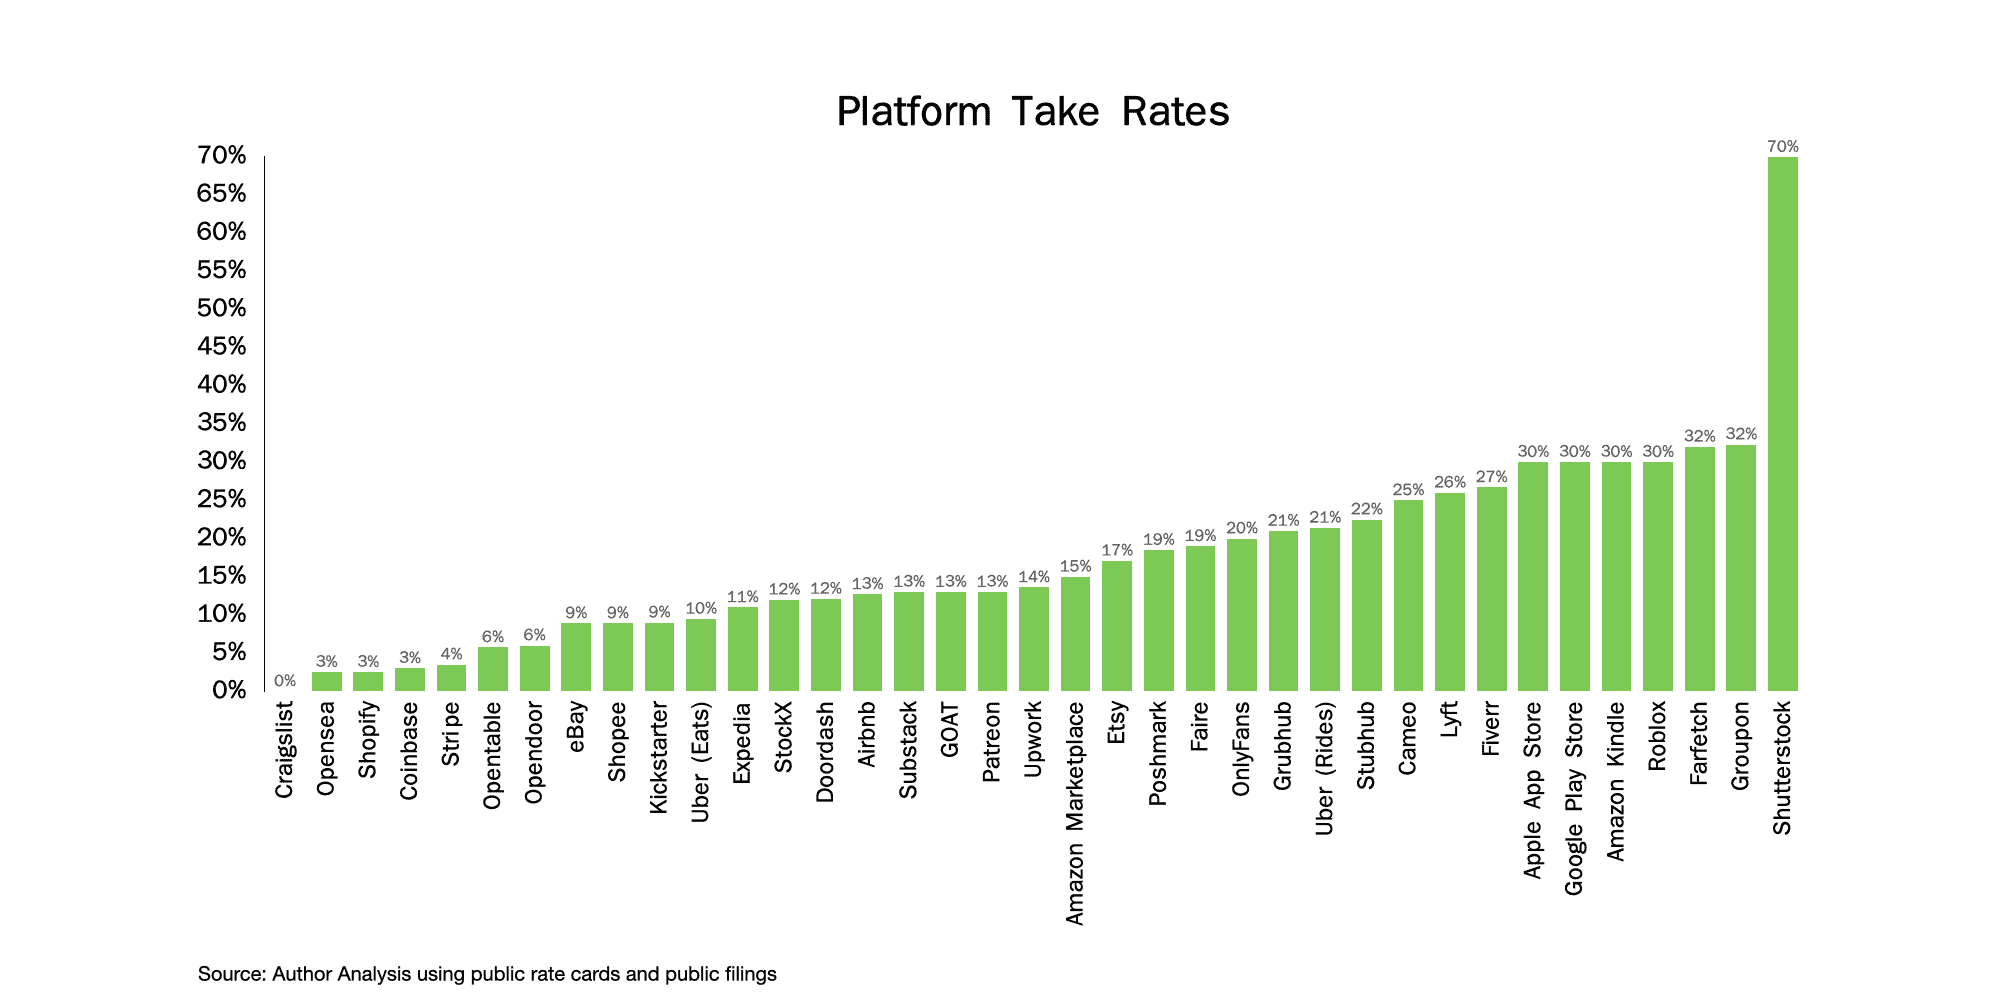 Platform Take Rates
70%
65%
60%
55%
50%
45%
40%
35%
30%
25%
20%
15%
10%
5%
0%
0%
3%
3%
3%
4%
6%
6%
9%
9%
9%
10%
11%
12%
12%
13%
13%
13%
13%
14%
15%
17%
19%
19%
20%
21%
21%
22%
25%
26%
27%
30%
30%
30%
30%
32%
32%
70%
Craigslist
Opensea
Shopify
Coinbase
Stripe
Opentable
Opendoor
eBay
Shopee
Kickstarter
Uber (Eats)
Expedia
StockX
Doordash
Airbnb
Substack
GOAT
Patreon
Upwork
Amazon Marketplace
Etsy
Poshmark
Faire
OnlyFans
Grubhub
Uber (Rides)
Stubhub
Cameo
Lyft
Fiverr
Apple App Store
Google Play Store
Amazon Kindle
Roblox
Farfetch
Groupon
Shutterstock
Source: Author Analysis using public rate cards and public filings